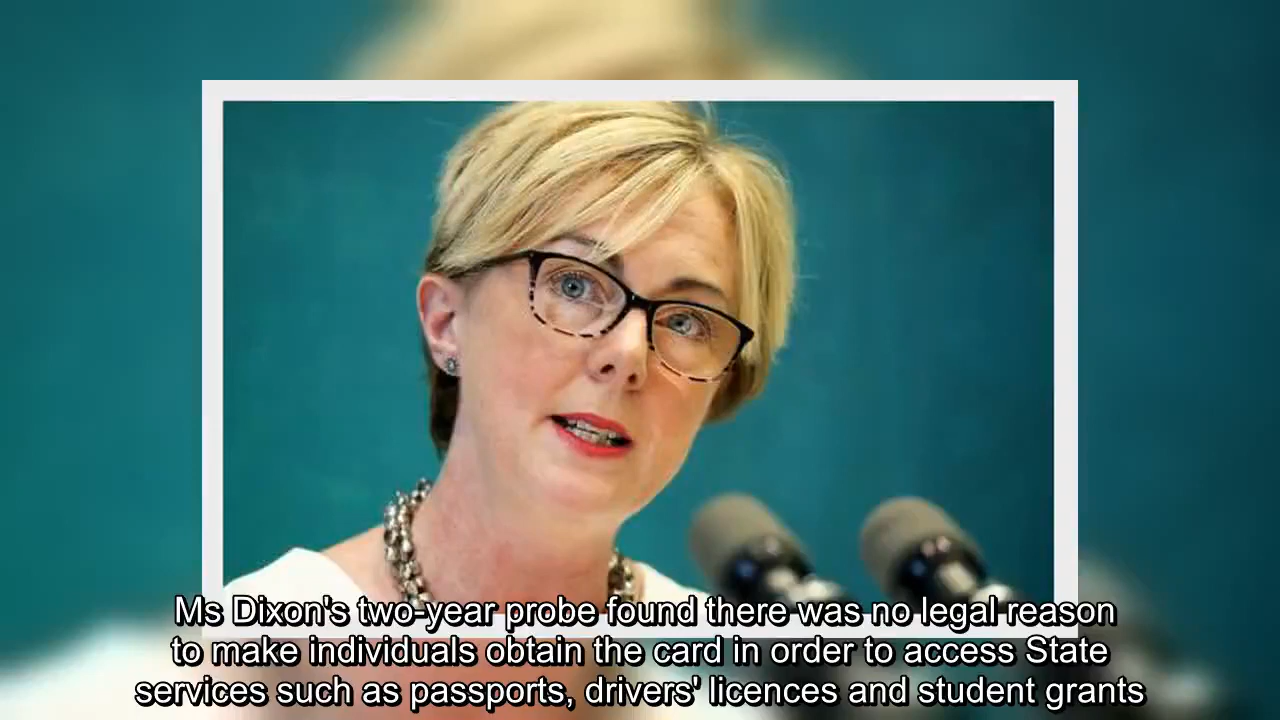 Ms Dixon's two-year probe found there was no legal reason
to make individuals obtain the card in order to access State
services such as passports, drivers' licences and student grants